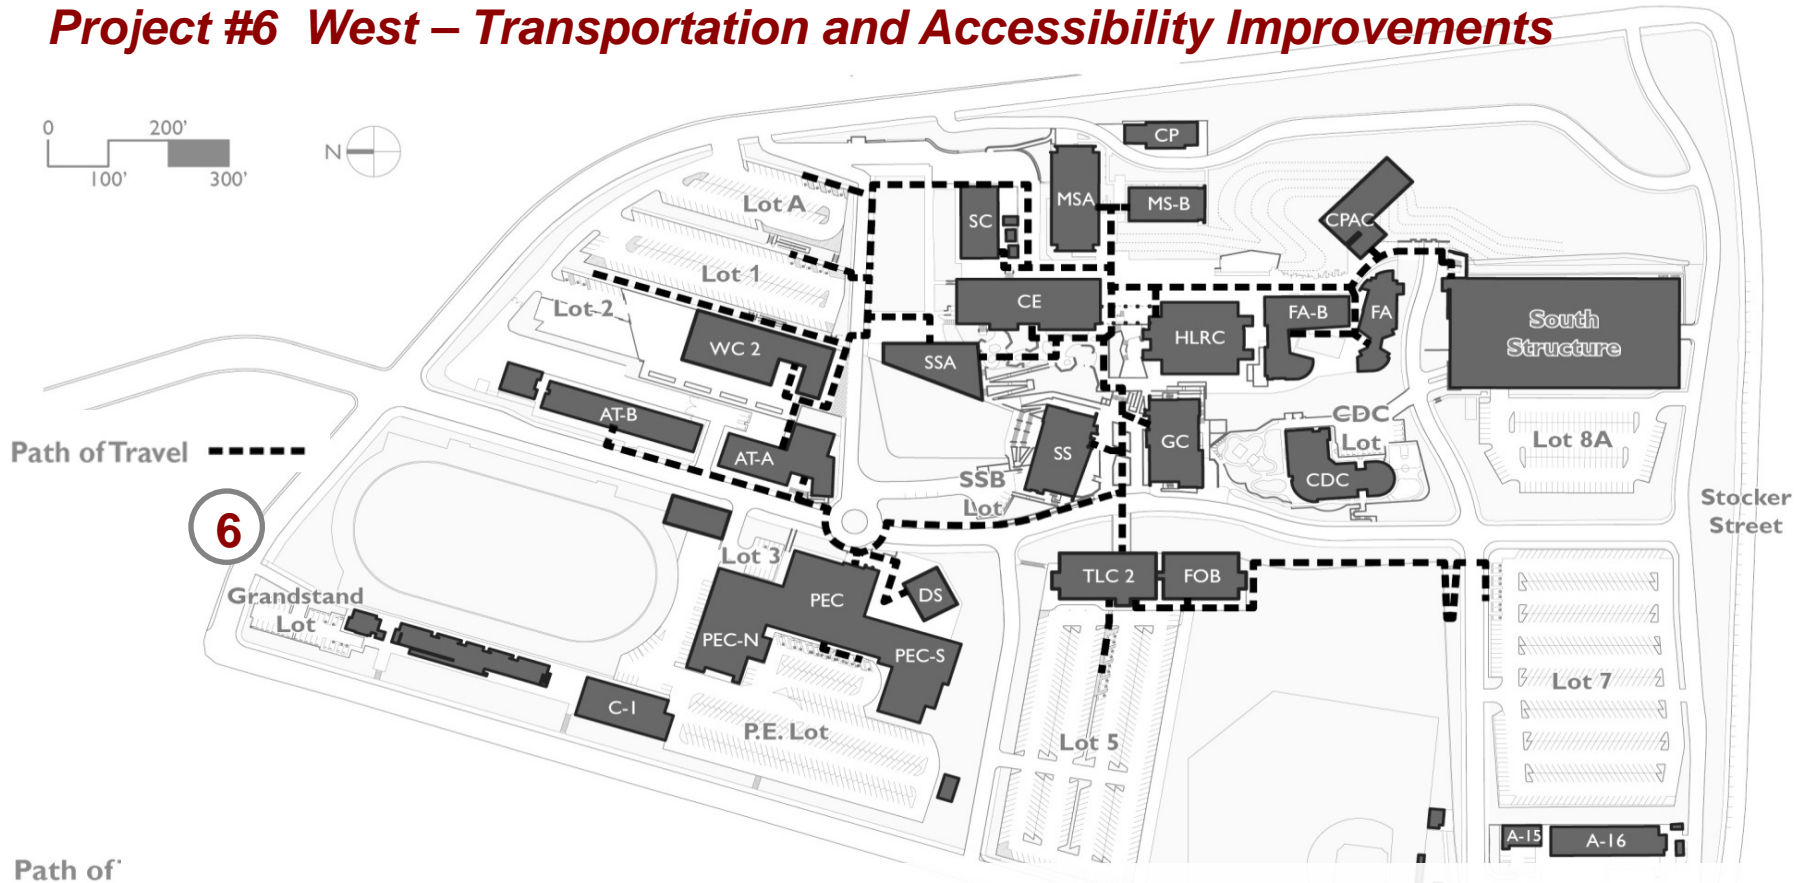 Project #6 West – Transportation and Accessibility Improvements
0 200'
100' 300'
N
CP
Lot A
MSA
MS-B
SC
CPAC
Lot 1
CE
Lot 2
HLRC
FA-B
FA
South
Structure
WC 2
SSA
AT-B
CDC
Lot
Lot 8A
Path of Travel
AT-A
SS
GC
SSB
Lot
CDC
Stocker
Street
6
Lot 3
TLC 2
FOB
Grandstand
Lot
PEC
DS
PEC-N
PEC-S
Lot 7
C-1
P.E. Lot
Lot 5
A-15
A-16
Path of